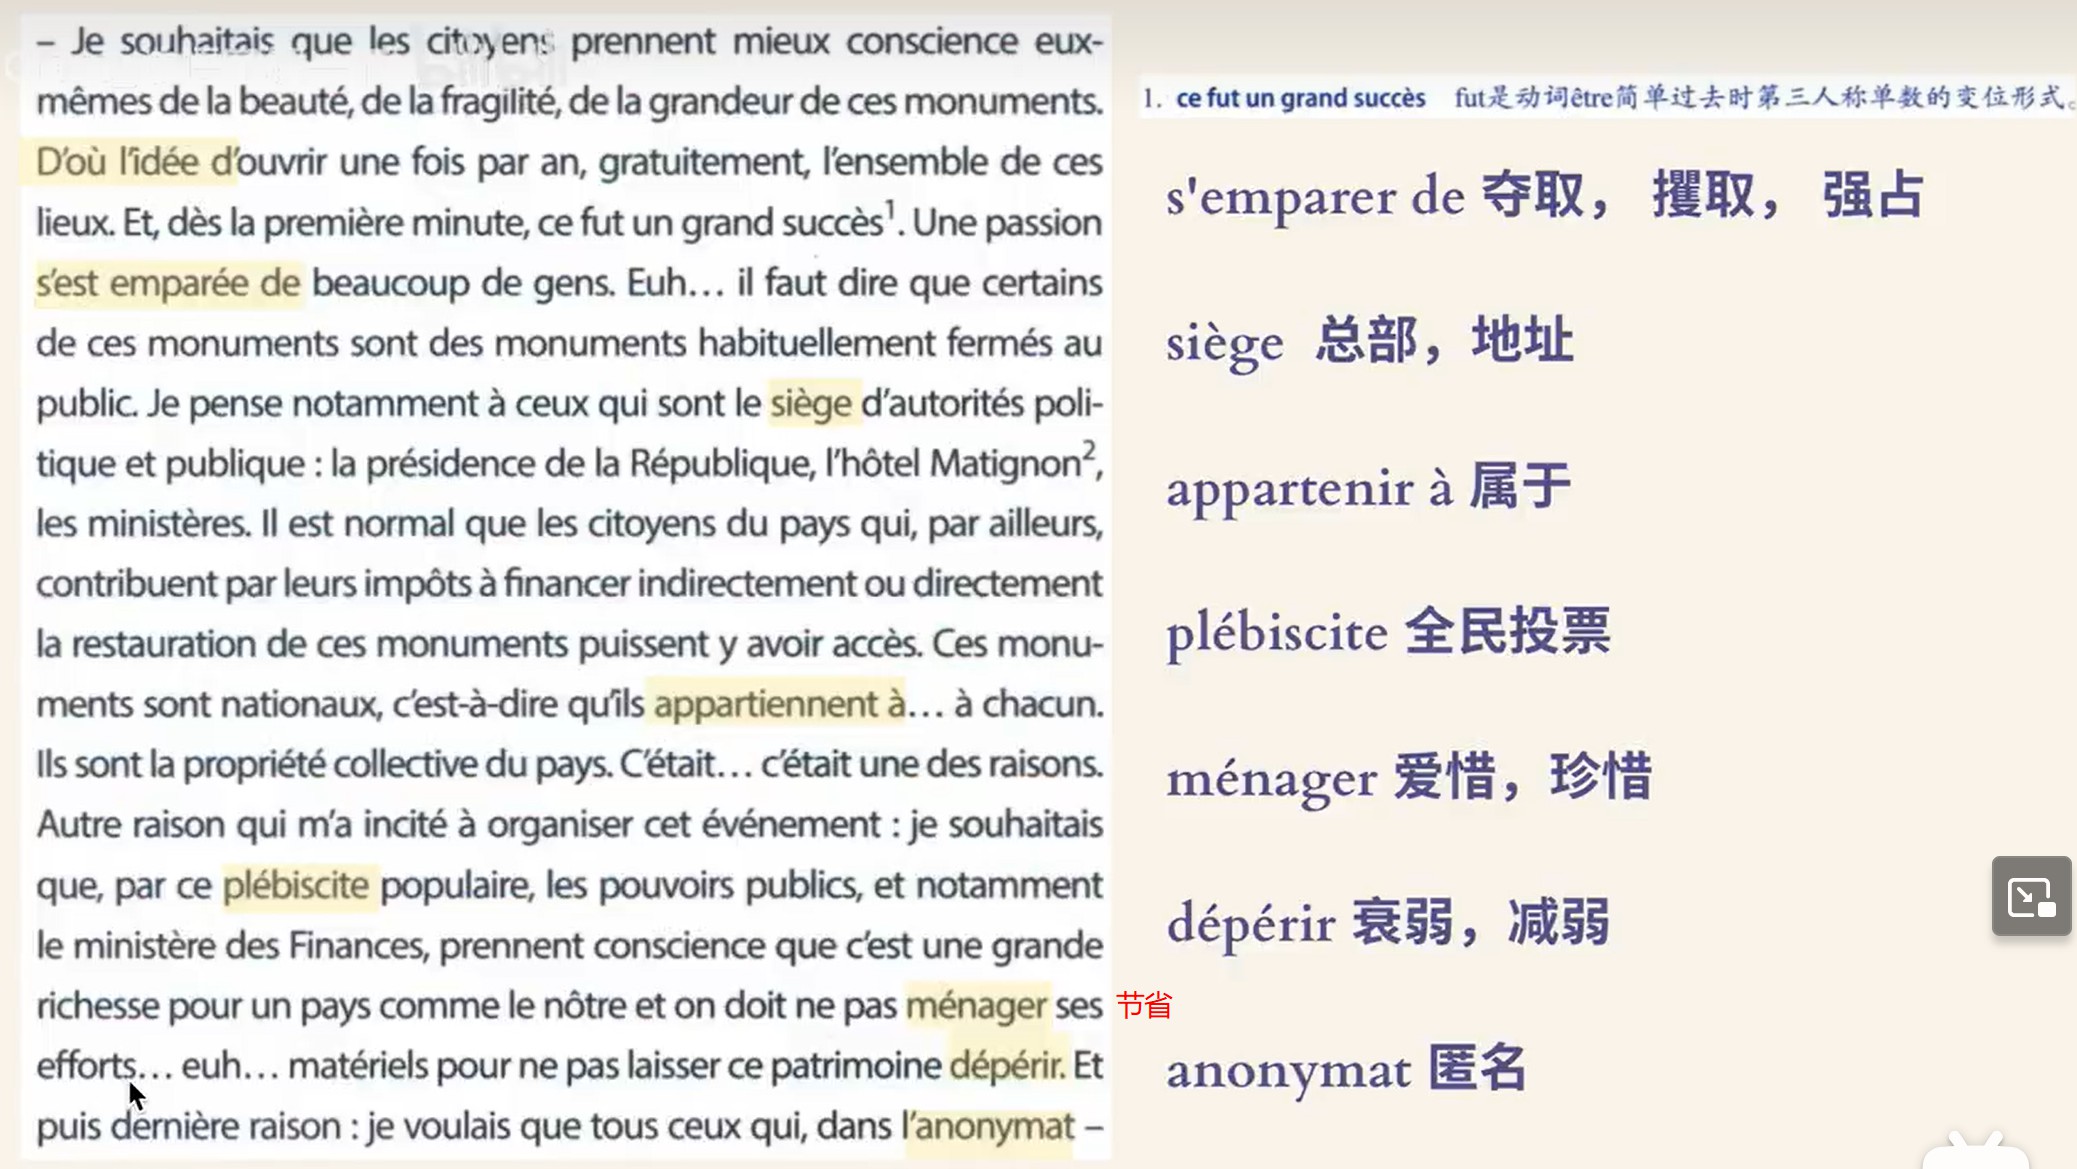 – Je souhaitais que les citoyens prennent mieux conscience eux-
mêmes de la beauté, de la fragilité, de la grandeur de ces monuments.
D'où l'idée d'ouvrir une fois par an, gratuitement, l'ensemble de ces
lieux. Et, dès la première minute, ce fut un grand succès1. Une passion
s'est emparée de beaucoup de gens. Euh… il faut dire que certains
de ces monuments sont des monuments habituellement fermés au
public. Je pense notamment à ceux qui sont le siège d'autorités poli-
tique et publique : la présidence de la République, l'hôtel Matignon2,
les ministères. Il est normal que les citoyens du pays qui, par ailleurs,
contribuent par leurs impôts à financer indirectement ou directement
la restauration de ces monuments puissent y avoir accès. Ces monu-
ments sont nationaux, c'est-à-dire qu'ils appartiennent à… à chacun.
Ils sont la propriété collective du pays. C'était… c'était une des raisons.
Autre raison qui m'a incité à organiser cet événement : je souhaitais
que, par ce plébiscite populaire, les pouvoirs publics, et notamment
le ministère des Finances, prennent conscience que c'est une grande
richesse pour un pays comme le nôtre et on doit ne pas ménager ses
efforts… euh… matériels pour ne pas laisser ce patrimoine dépérir. Et
puis dernière raison : je voulais que tous ceux qui, dans l'anonymat –
节省
1. ce fut un grand succès fut是动词être简单过去时第三人称单数的变位形式。
s'emparer de 夺取， 攫取， 强占
siège 总部，地址
appartenir à 属于
plébiscite 全民投票
ménager 爱惜，珍惜
dépérir 衰弱，减弱
anonymat 匿名